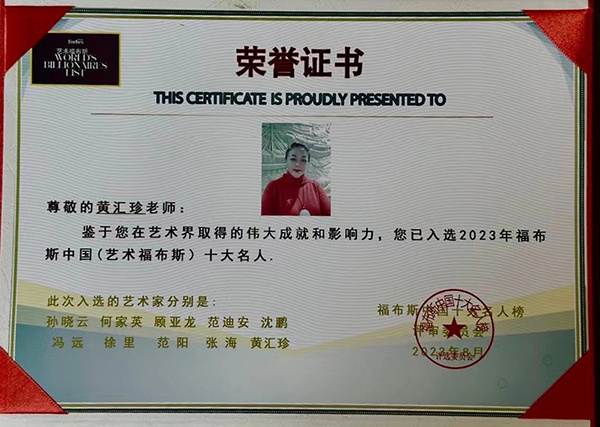 Forbes
艺术福布斯
WORLD'S
BILLIONAIRES
LIST
荣誉证书
THIS CERTIFICATE IS PROUDLY PRESENTED TO
尊敬的黄汇珍老师：
鉴于您在艺术界取得的伟大成就和影响力，您已入选2023年福布
斯中国(艺术福布斯）十大名人.
此次入选的艺术家分别是：
孙晓云 何家英 顾亚龙 范迪安 沈鹏
冯远 徐里 范阳 张海 黄汇珍
福布斯中国十大名人榜
评审委员会
2023年8月